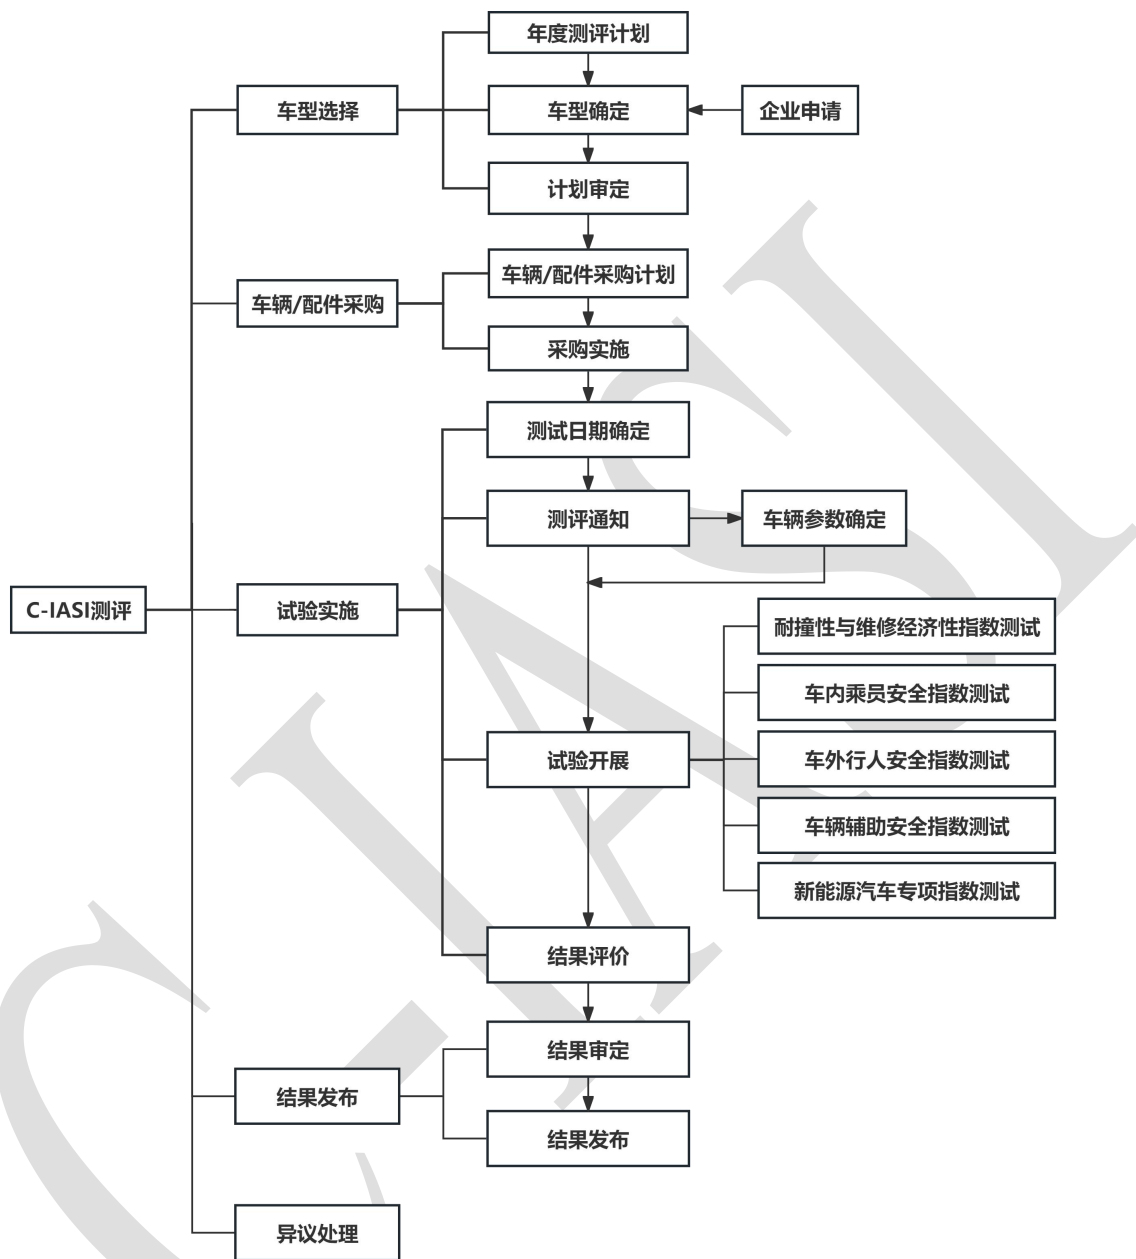 年度测评计划
车型选择
车型确定
企业申请
计划审定
车辆/配件采购计划
车辆/配件采购
采购实施
测试日期确定
测评通知
车辆参数确定
C-IASI测评
试验实施
耐撞性与维修经济性指数测试
车内乘员安全指数测试
试验开展
车外行人安全指数测试
车辆辅助安全指数测试
新能源汽车专项指数测试
结果评价
结果审定
结果发布
结果发布
异议处理
C-IASI